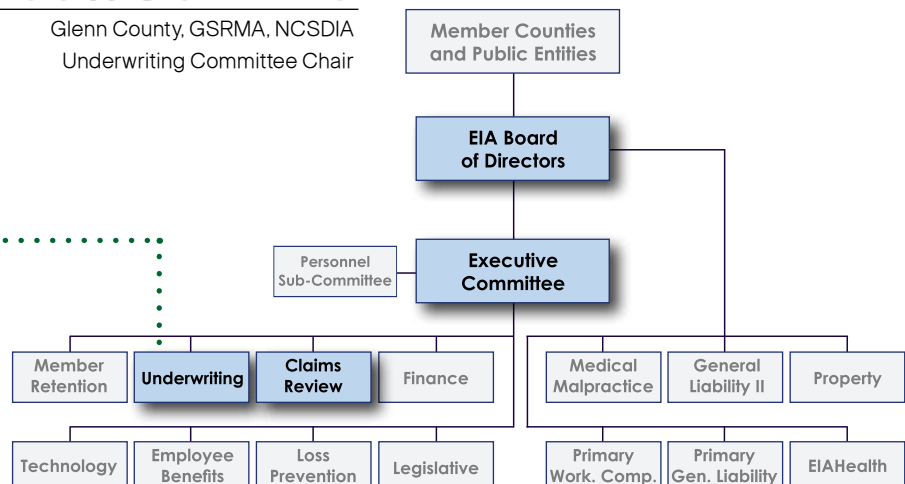 Glenn County, GSRMA, NCSDIA
Underwriting Committee Chair
Member Counties
and Public Entities
EIA Board
of Directors
Personnel
Sub-Committee
Executive
Committee
Member
Retention
Underwriting
Claims
Review
Finance
Medical
Malpractice
General
Liability II
Property
Technology
Employee
Benefits
Loss
Prevention
Legislative
Primary
Work. Comp.
Primary
Gen. Liability
EIAHealth